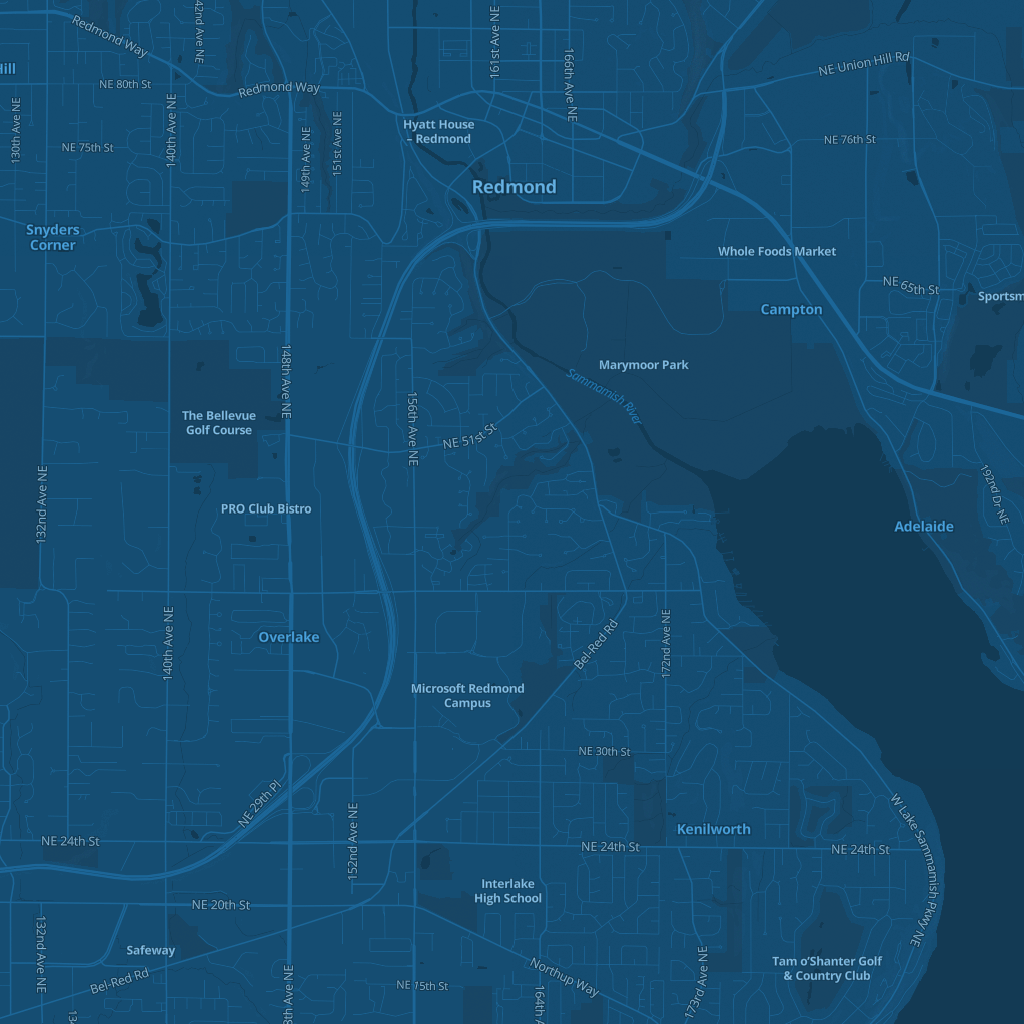 Redmond Way
42nd Ave NE
161st Ave NE
166th Ave NE
NE Union Hill Rd
Hill
NE 80th St
Redmond Way
130th Ave NE
140th Ave NE
149th Ave NE
151st Ave NE
Hyatt House
– Redmond
NE 76th St
NE 75th St
Redmond
Snyders
Corner
Whole Foods Market
NE 65th St
Sportsm
Campton
148th Ave NE
Marymoor Park
Sammamish River
The Bellevue
Golf Course
156th Ave NE
NE 51st St
132nd Ave NE
PRO Club Bistro
192nd Dr NE
Adelaide
140th Ave NE
Overlake
Bel-Red Rd
172nd Ave NE
Microsoft Redmond
Campus
NE 30th St
NE 29th Pl
W Lake Sammamish Pkwy NE
NE 24th St
152nd Ave NE
Kenilworth
NE 24th St
NE 24th St
Interlake
High School
NE 20th St
132nd Ave NE
Safeway
Bel-Red Rd
8th Ave NE
NE 15th St
Northup Way
164th A
173rd Ave NE
Tam o'Shanter Golf
& Country Club
134